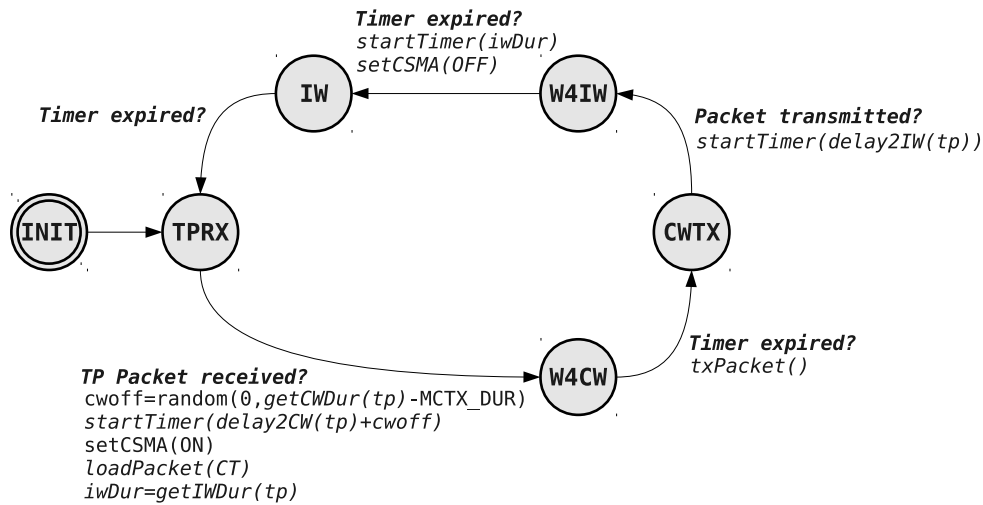 Timer expired?
startTimer(iwDur)
setCSMA(OFF)
IW
W4IW
Timer expired?
Packet transmitted?
startTimer(delay2IW(tp))
INIT
TPRX
CWTX
Timer expired?
txPacket()
W4CW
TP Packet received?
cwoff=random(0,getCWDur(tp)-MCTX_DUR)
startTimer(delay2CW(tp)+cwoff)
setCSMA(ON)
loadPacket(CT)
iwDur=getIWDur(tp)